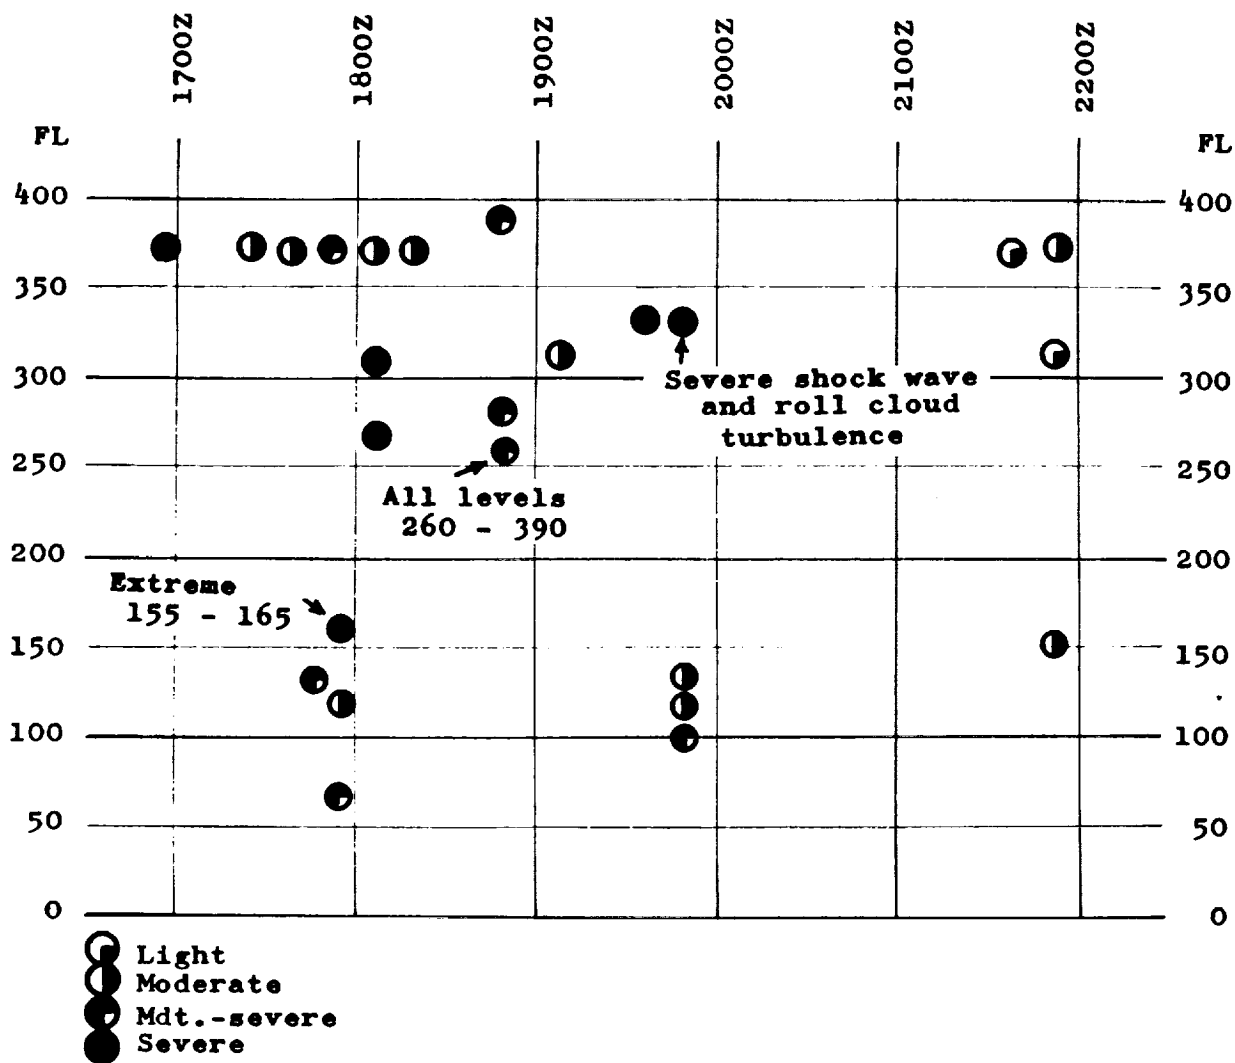 1700Z
1800Z
1900Z
2000Z
2100Z
2200Z
FL FL
400 400
350 350
300 300
Severe shock wave
and roll cloud
turbulence
250 250
All levels
260 - 390
200 200
Extreme
155 - 165
150 150
100 100
50 50
0 0
Light
Moderate
Mdt.-severe
Severe